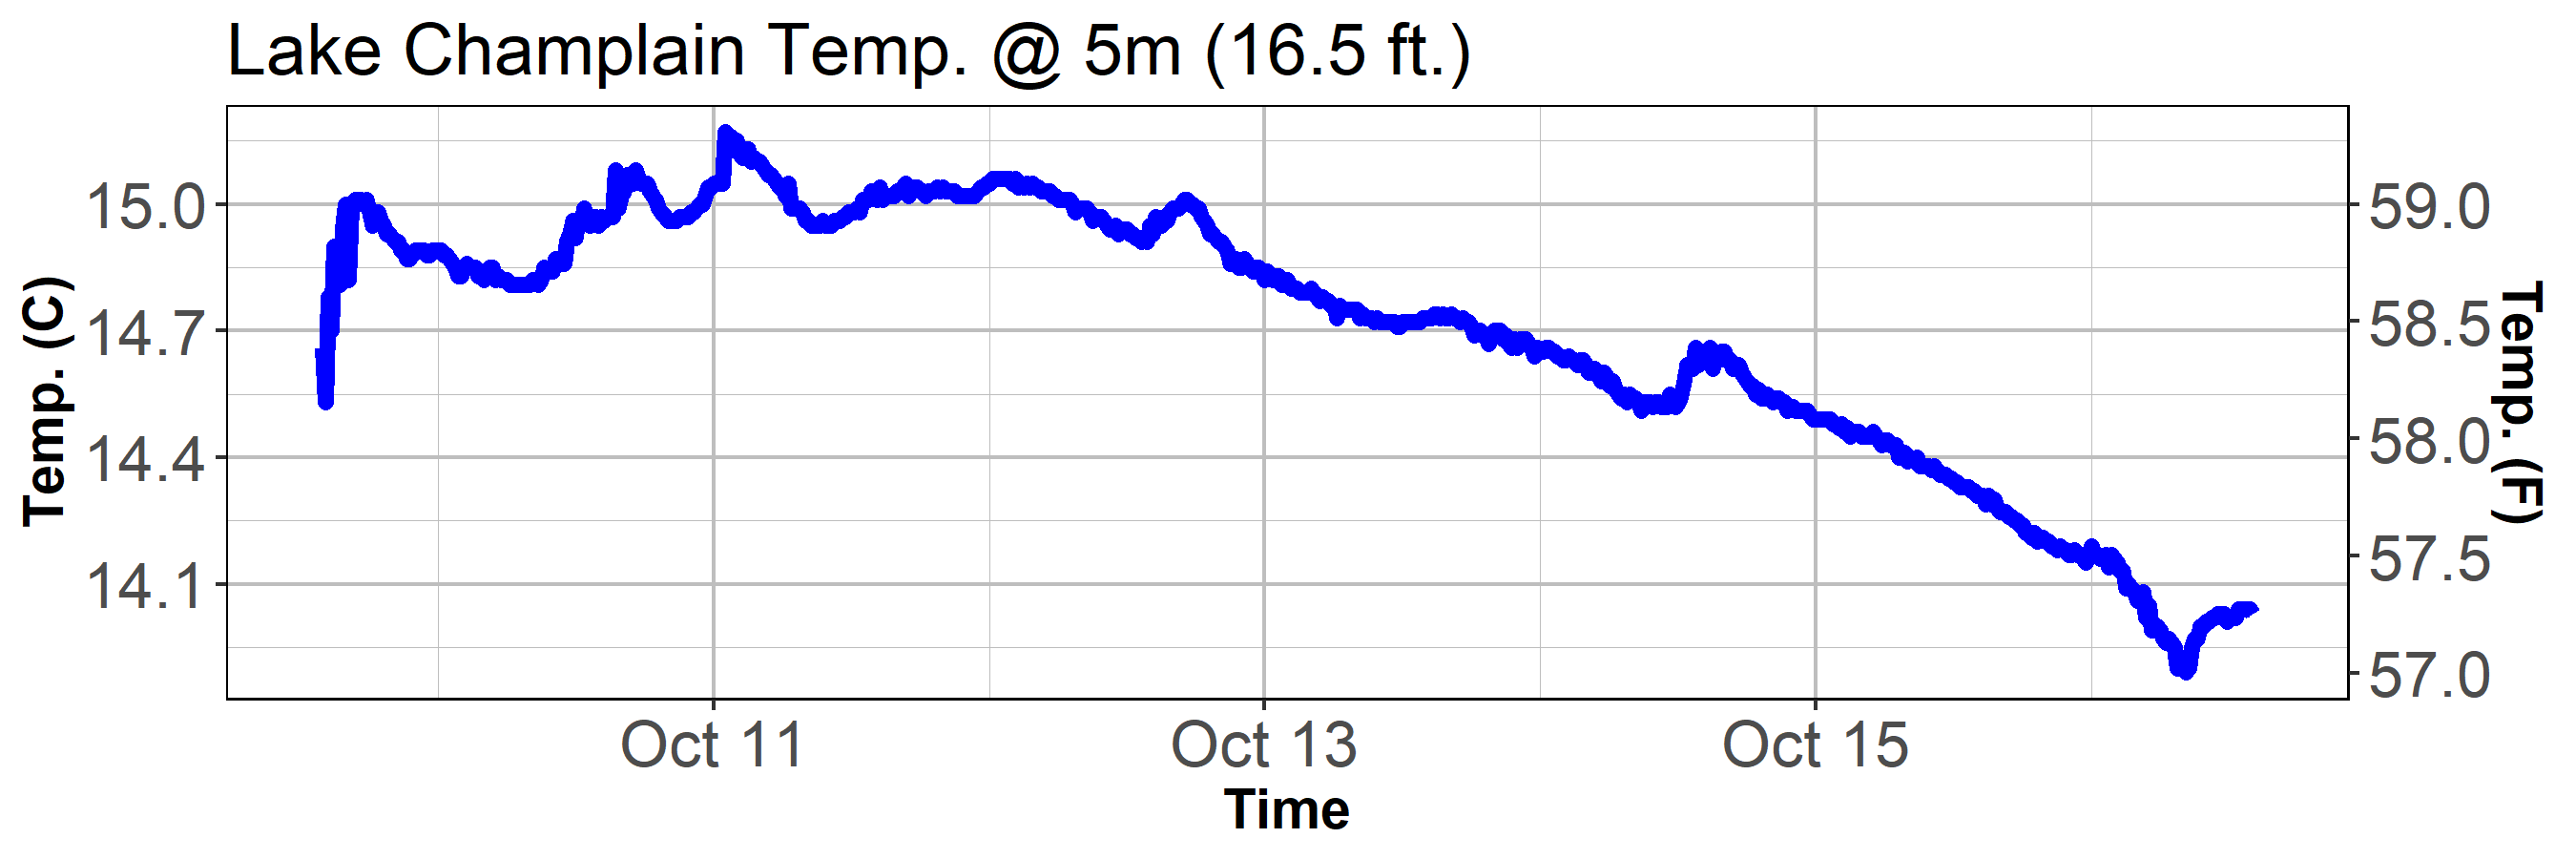 Lake Champlain Temp. @ 5m (16.5 ft.)
Temp. (C)
15.0
14.7
14.4
14.1
59.0
58.5
58.0
57.5
57.0
Temp. (F)
Oct 11 Oct 13 Oct 15
Time